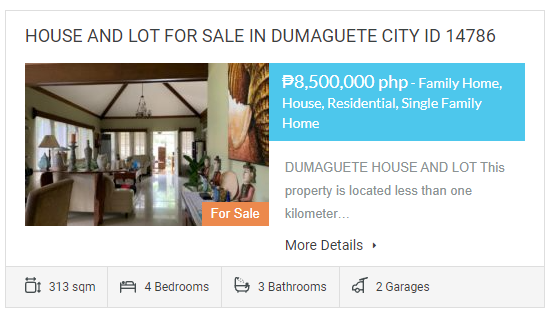 HOUSE AND LOT FOR SALE IN DUMAGUETE CITY ID 14786
₱8,500,000 php - Family Home,
House, Residential, Single Family
Home
For Sale
DUMAGUETE HOUSE AND LOT This
property is located less than one
kilometer...
More Details
313 sqm
4 Bedrooms
3 Bathrooms
2 Garages